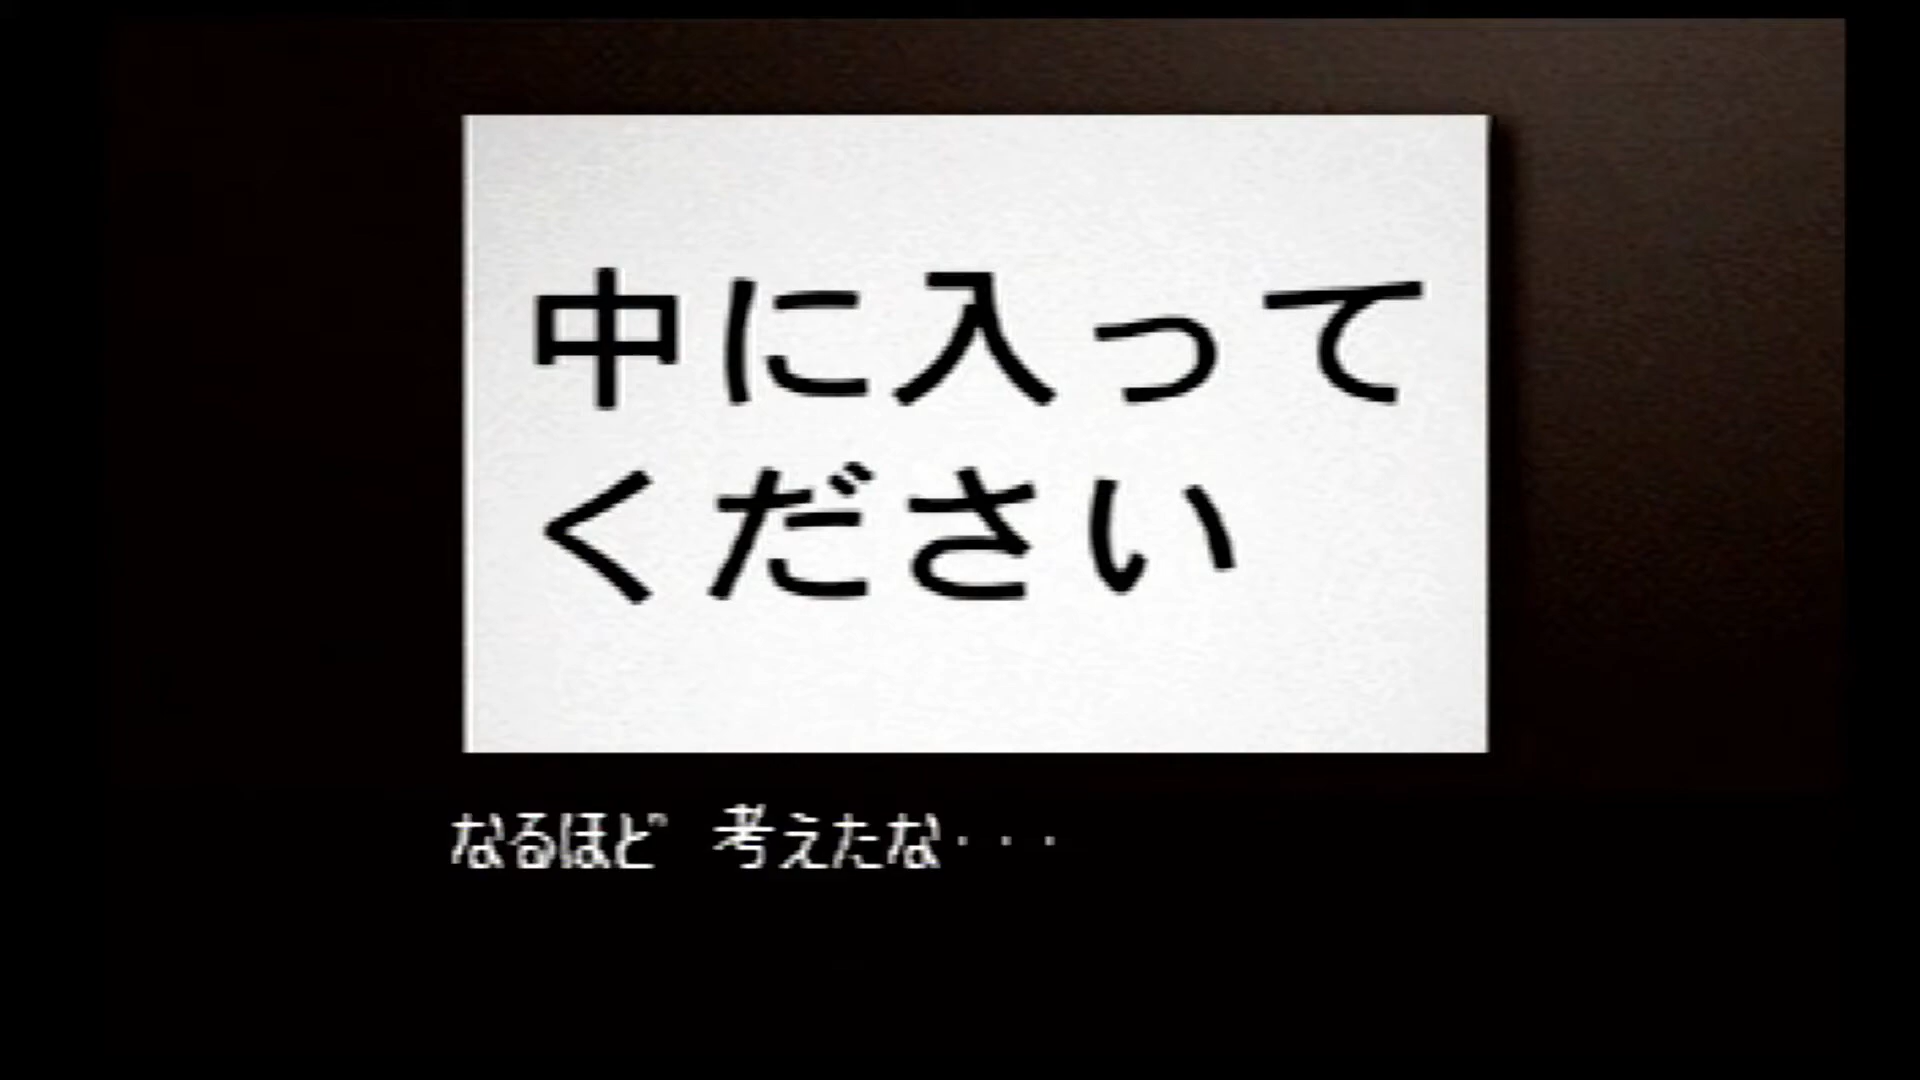 中に入って
ください
なるほど 考えたな・・・